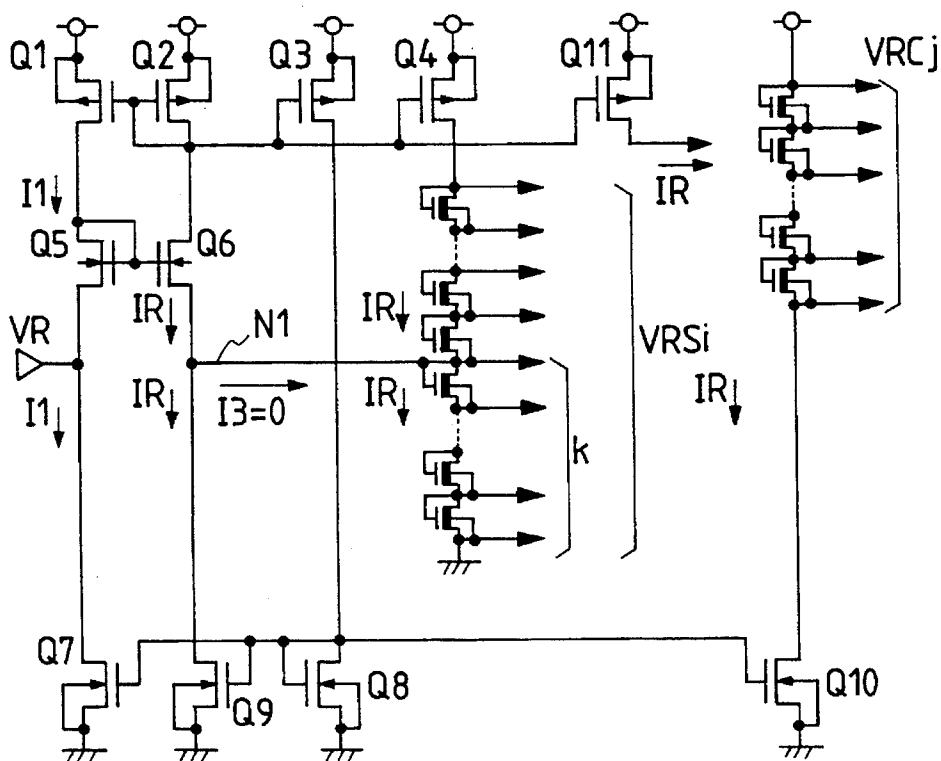 Q1 Q2 Q3 Q4 Q11 VRCj
I1 IR
Q5 Q6
IR IR VRSi
VR N1
I1 IR I3=0 IR IR
k
Q7 Q9 Q8 Q10